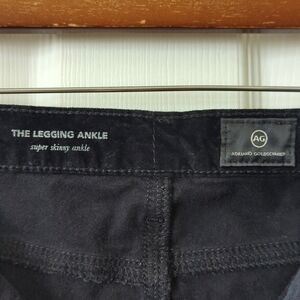 THE LEGGING ANKLE
super skinny ankle
AG
ADRIANO GOLDSCHMIED